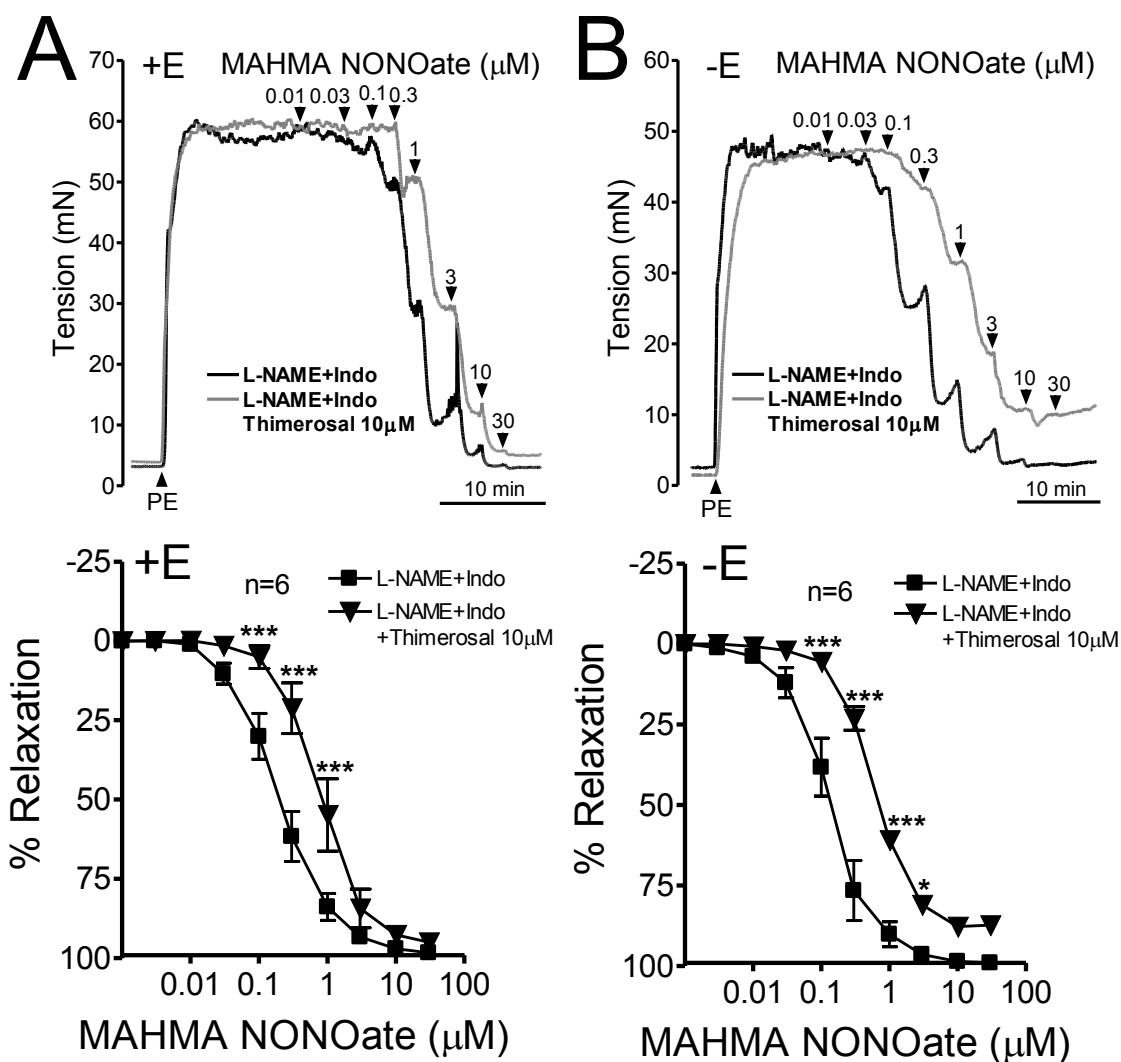 A
+E
MAHMA NONOate (μM)
0.01
0.03
0.1
0.3
1
3
10
30
70
60
50
40
30
20
10
0
Tension (mN)
L-NAME+Indo
L-NAME+Indo
Thimerosal 10μM
PE
10 min
B
-E
MAHMA NONOate (μM)
0.01
0.03
0.1
0.3
1
3
10
30
60
50
40
30
20
10
0
Tension (mN)
L-NAME+Indo
L-NAME+Indo
Thimerosal 10μM
PE
10 min
+E
n=6
L-NAME+Indo
L-NAME+Indo
+Thimerosal 10μM
***
***
***
-25
0
25
50
75
100
% Relaxation
0.01 0.1 1 10 100
MAHMA NONOate (μM)
-E
n=6
L-NAME+Indo
L-NAME+Indo
+Thimerosal 10μM
***
***
***
*
-25
0
25
50
75
100
% Relaxation
0.01 0.1 1 10 100
MAHMA NONOate (μM)